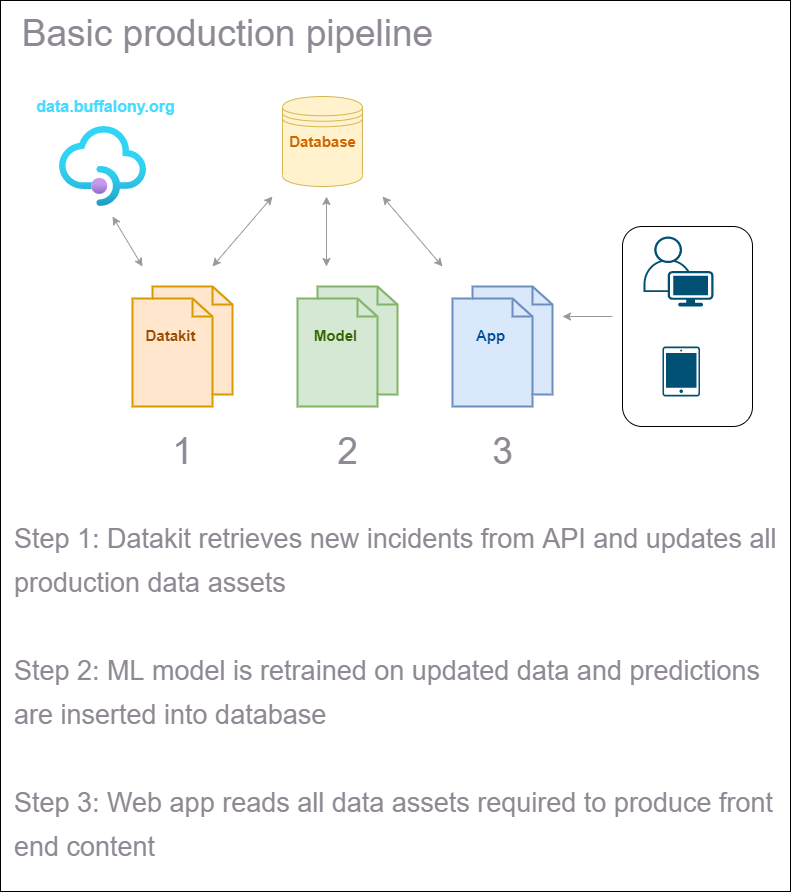 Basic production pipeline
data.buffalony.org
Database
Datakit
Model
App
1
2
3
Step 1: Datakit retrieves new incidents from API and updates all
production data assets
Step 2: ML model is retrained on updated data and predictions
are inserted into database
Step 3: Web app reads all data assets required to produce front
end content